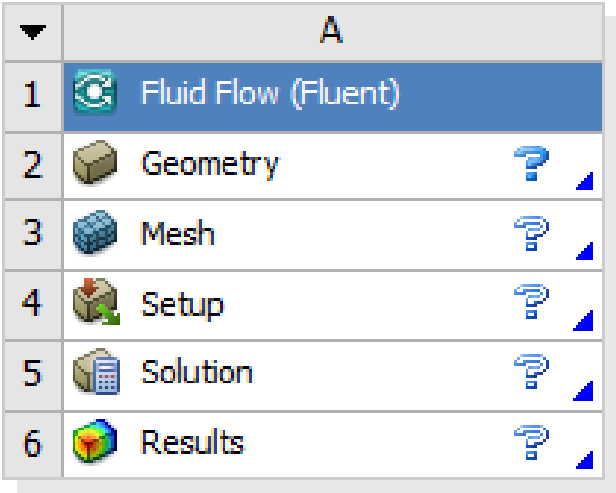 A
1 Fluid Flow (Fluent)
2 Geometry ?
3 Mesh ?
4 Setup ?
5 Solution ?
6 Results ?